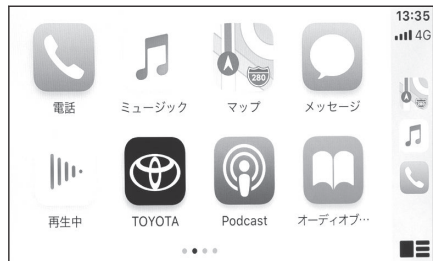 13:35
4G
280
電話
ミュージック
マップ
メッセージ
再生中
TOYOTA
Podcast
オーディオブ…